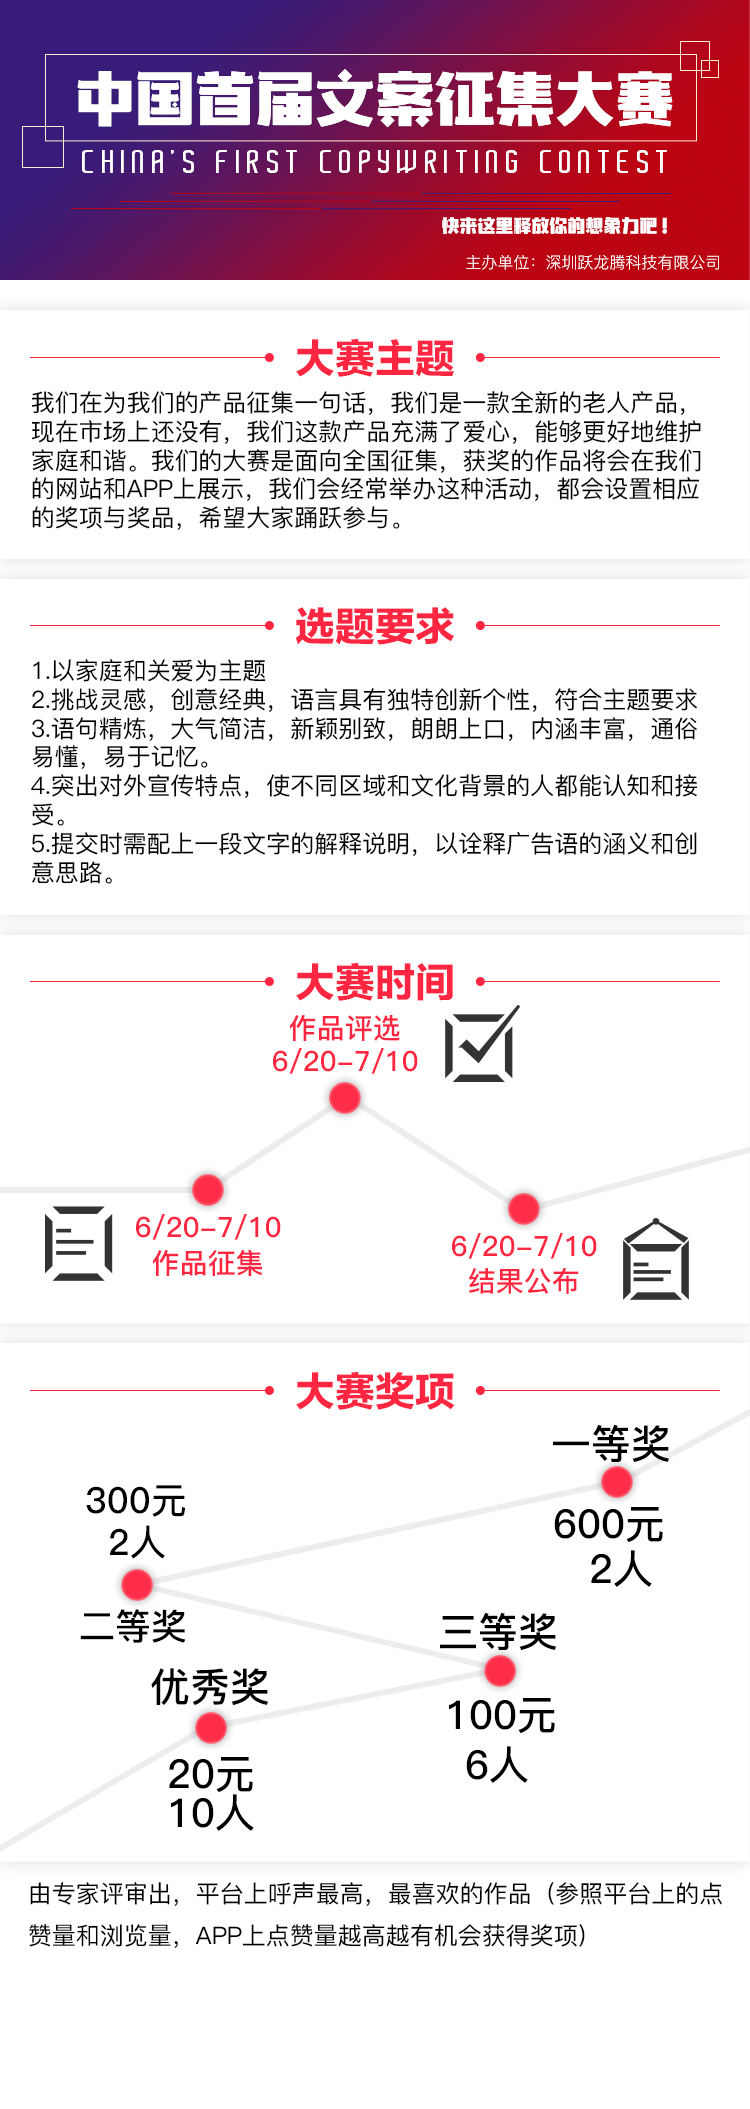 中国首届文案征集大赛
CHINA'S FIRST COPYWRITING CONTEST
快来这里释放你的想象力吧！
主办单位：深圳跃龙腾科技有限公司
大赛主题
我们在为我们的产品征集一句话，我们是一款全新的老人产品，
现在市场上还没有，我们这款产品充满了爱心，能够更好地维护
家庭和谐。我们的大赛是面向全国征集，获奖的作品将会在我们
的网站和APP上展示，我们会经常举办这种活动，都会设置相应
的奖项与奖品，希望大家踊跃参与。
选题要求
1.以家庭和关爱为主题
2.挑战灵感，创意经典，语言具有独特创新个性，符合主题要求
3.语句精炼，大气简洁，新颖别致，朗朗上口，内涵丰富，通俗
易懂，易于记忆。
4.突出对外宣传特点，使不同区域和文化背景的人都能认知和接
受。
5.提交时需配上一段文字的解释说明，以诠释广告语的涵义和创
意思路。
大赛时间
作品评选
6/20-7/10
6/20-7/10
作品征集
6/20-7/10
结果公布
大赛奖项
一等奖
600元
2人
300元
2人
二等奖
三等奖
100元
6人
优秀奖
20元
10人
由专家评审出，平台上呼声最高，最喜欢的作品（参照平台上的点
赞量和浏览量，APP上点赞量越高越有机会获得奖项）